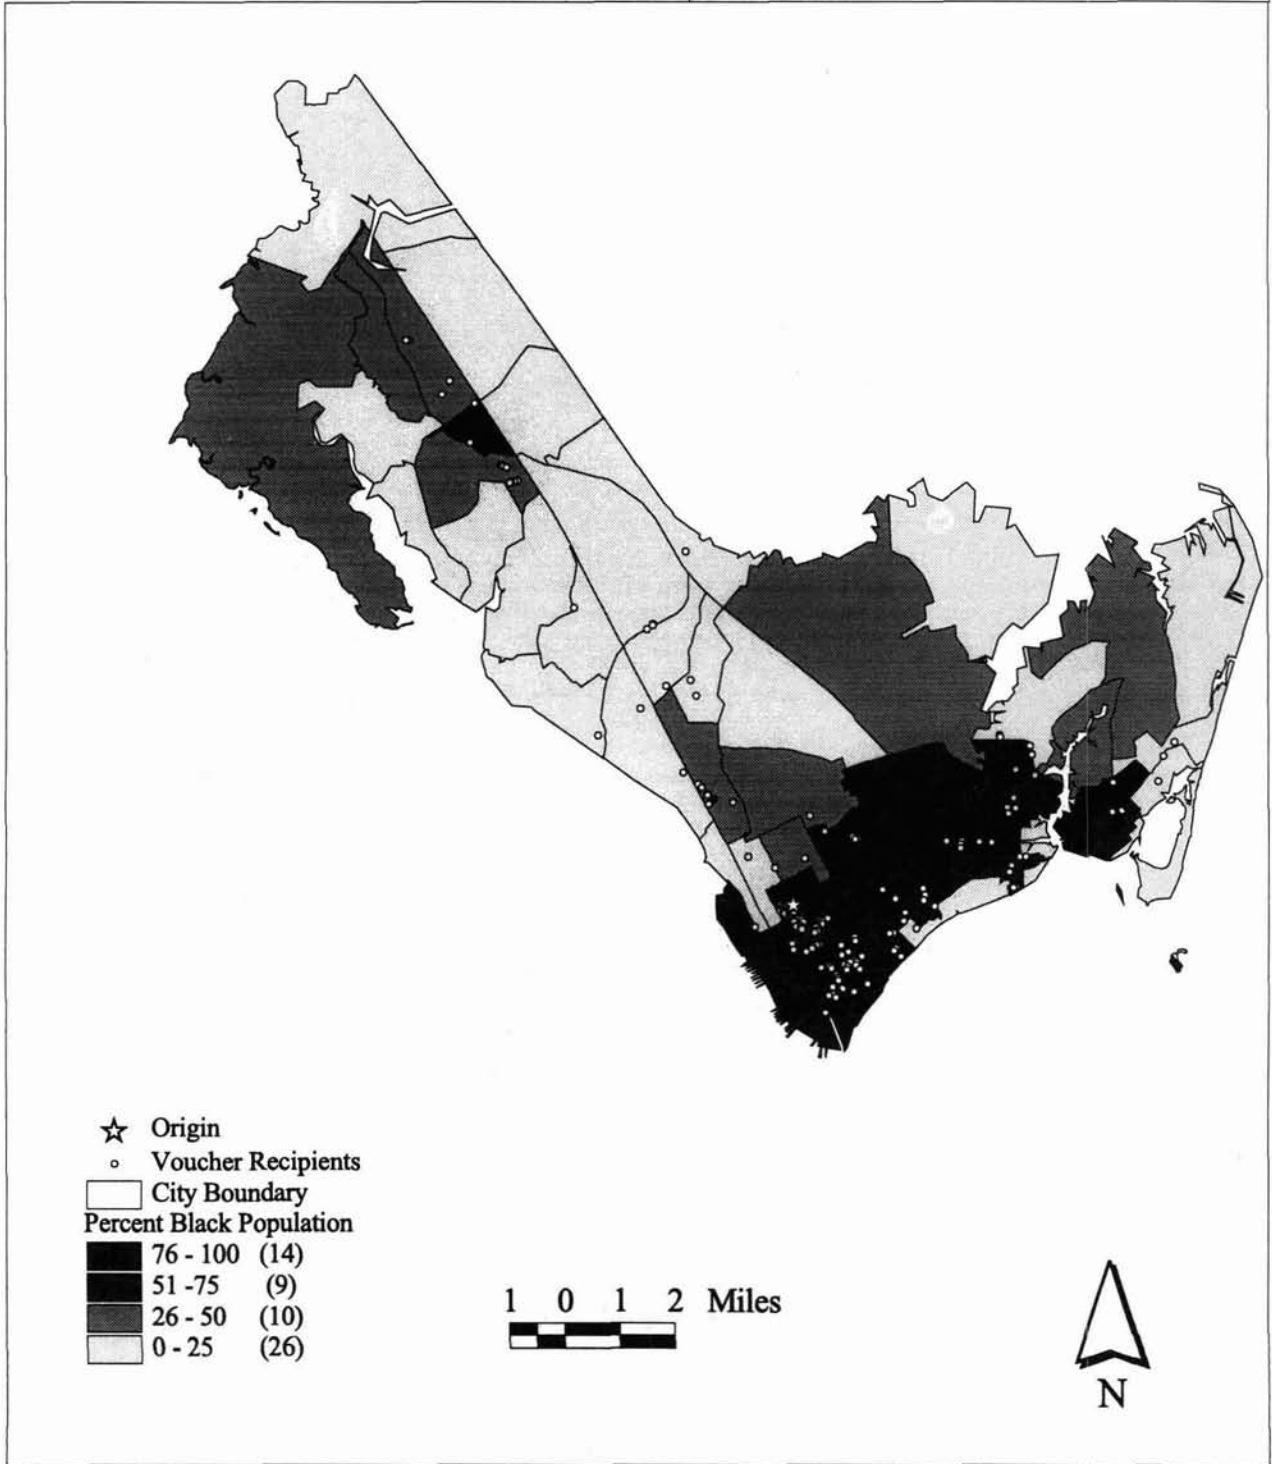 Origin
Voucher Recipients
City Boundary
Percent Black Population
76 - 100 (14)
51 -75 (9)
26 - 50 (10)
0 - 25 (26)
1 0 1 2 Miles
N